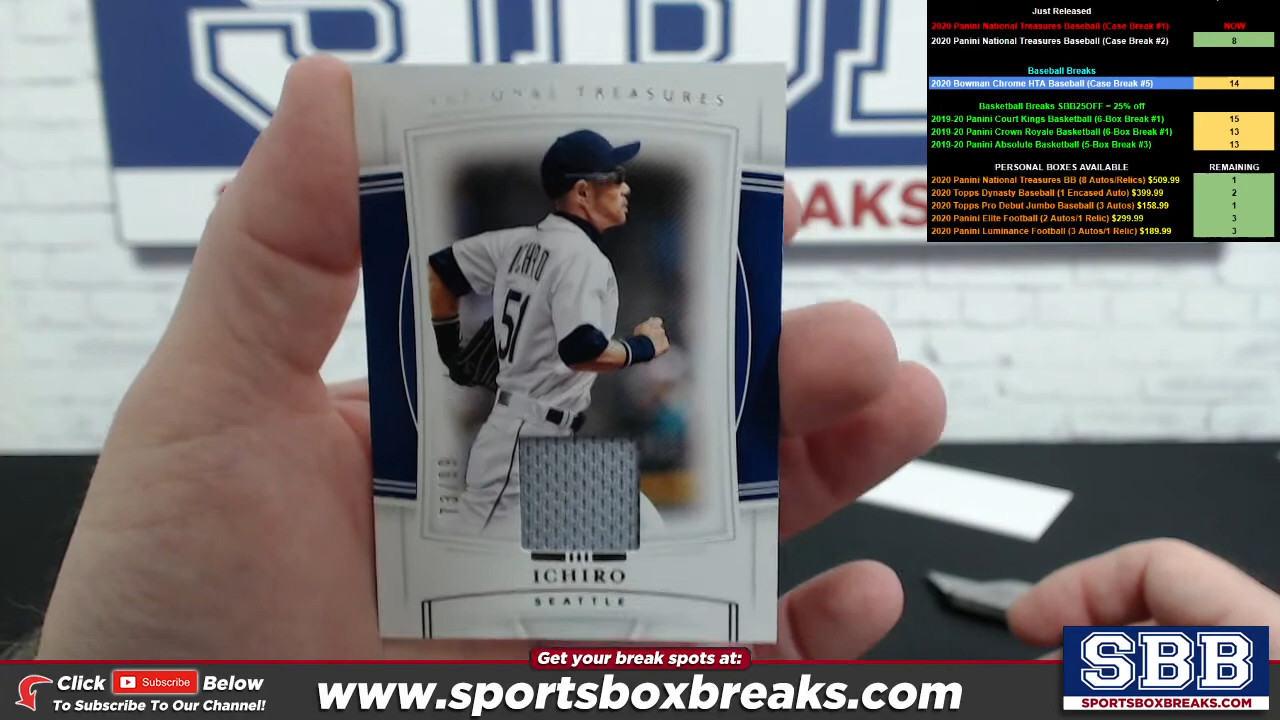 Just Released
2020 Panini National Treasures Baseball (Case Break #1) NOW
2020 Panini National Treasures Baseball (Case Break #2) 8
Baseball Breaks
2020 Bowman Chrome HTA Baseball (Case Break #5) 14
Basketball Breaks SBB25OFF = 25% off
2019-20 Panini Court Kings Basketball (6-Box Break #1) 15
2019-20 Panini Crown Royale Basketball (6-Box Break #1) 13
2019-20 Panini Absolute Basketball (5-Box Break #3) 13
PERSONAL BOXES AVAILABLE REMAINING
2020 Panini National Treasures BB (8 Autos/Relics) $509.99 1
2020 Topps Dynasty Baseball (1 Encased Auto) $399.99 2
2020 Topps Pro Debut Jumbo Baseball (3 Autos) $158.99 1
2020 Panini Elite Football (2 Autos/1 Relic) $299.99 3
2020 Panini Luminance Football (3 Autos/1 Relic) $189.99 3
NATIONAL TREASURES
ICHIRO
51
73/99
ICHIRO
SEATTLE
Get your break spots at:
Click Subscribe Below
To Subscribe To Our Channel!
www.sportsboxbreaks.com
SBB
SPORTSBOXBREAKS.COM